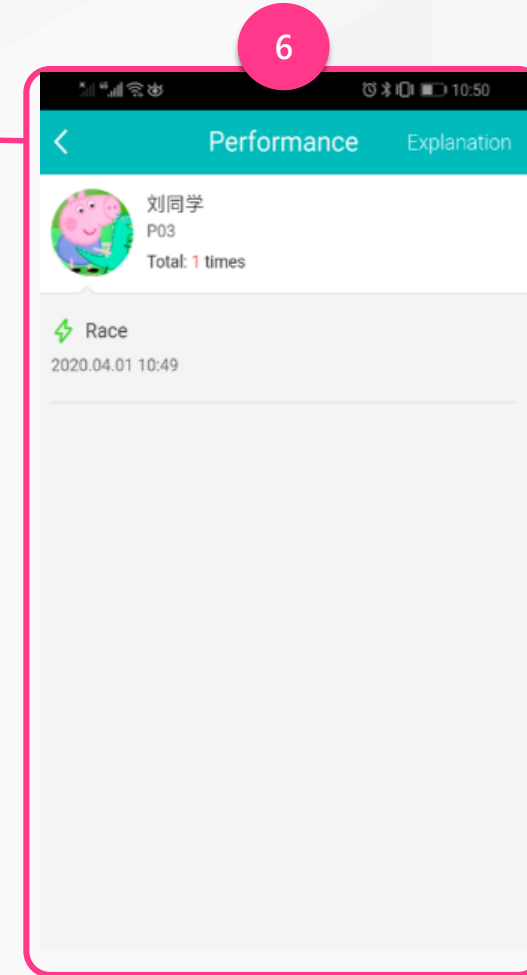 6
10:50
Performance
Explanation
刘同学
P03
Total: 1 times
Race
2020.04.01 10:49